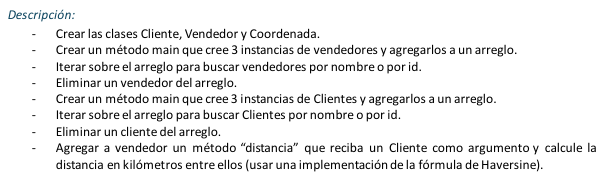 Descripción:
- Crear las clases Cliente, Vendedor y Coordenada.
- Crear un método main que cree 3 instancias de vendedores y agregarlos a un arreglo.
- Iterar sobre el arreglo para buscar vendedores por nombre o por id.
- Eliminar un vendedor del arreglo.
- Crear un método main que cree 3 instancias de Clientes y agregarlos a un arreglo.
- Iterar sobre el arreglo para buscar Clientes por nombre o por id.
- Eliminar un cliente del arreglo.
- Agregar a vendedor un método “distancia” que reciba un Cliente como argumento y calcule la
distancia en kilómetros entre ellos (usar una implementación de la fórmula de Haversine).